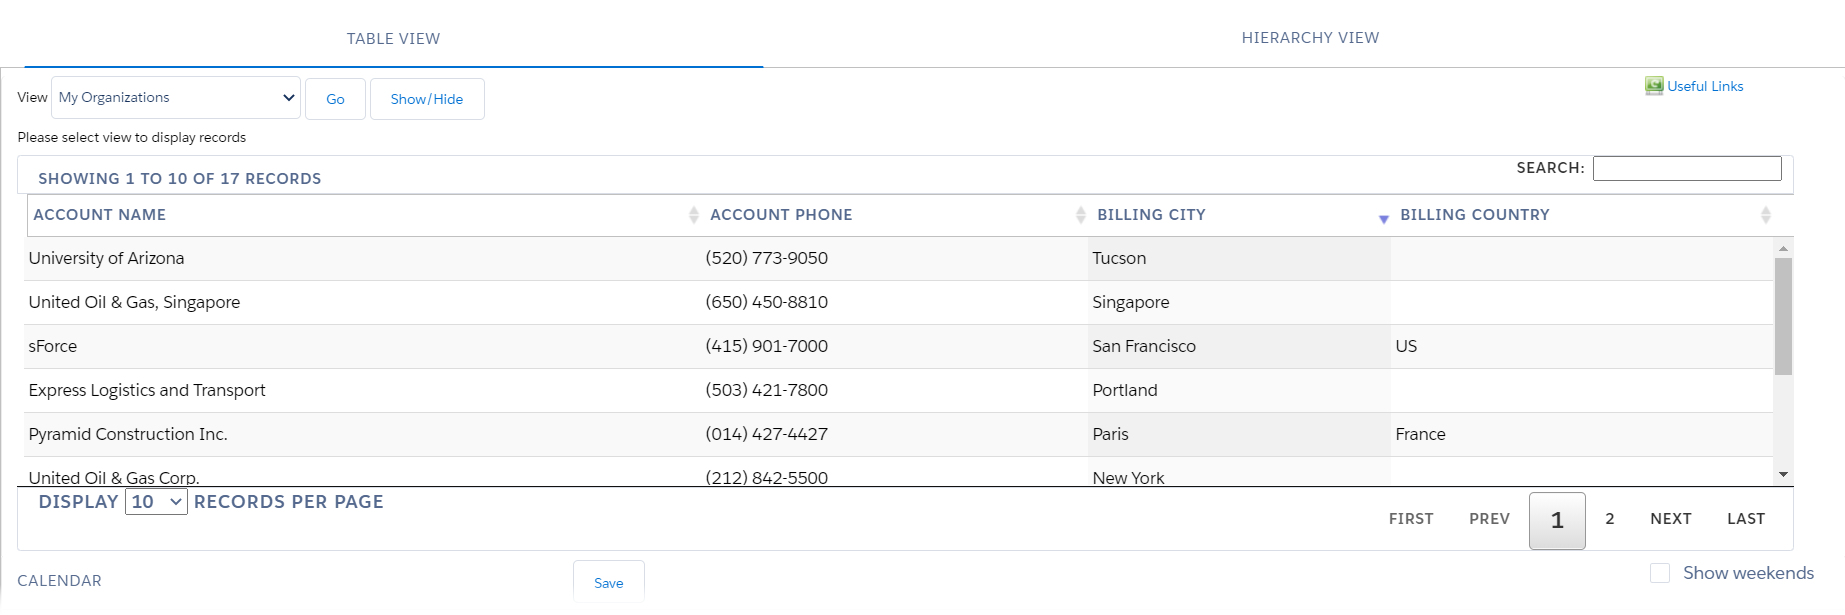 TABLE VIEW HIERARCHY VIEW
View My Organizations Go Show/Hide Useful Links
Please select view to display records
SHOWING 1 TO 10 OF 17 RECORDS SEARCH:
ACCOUNT NAME ACCOUNT PHONE BILLING CITY BILLING COUNTRY
University of Arizona (520) 773-9050 Tucson
United Oil & Gas, Singapore (650) 450-8810 Singapore
sForce (415) 901-7000 San Francisco US
Express Logistics and Transport (503) 421-7800 Portland
Pyramid Construction Inc. (014) 427-4427 Paris France
United Oil & Gas Corp. (212) 842-5500 New York
DISPLAY 10 RECORDS PER PAGE
FIRST PREV 1 2 NEXT LAST
CALENDAR Save Show weekends